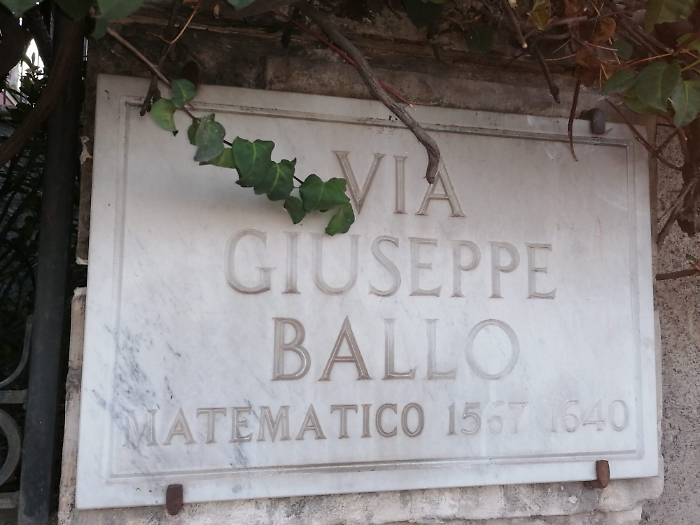 VIA
GIUSEPPE
BALLO
MATEMATICO 1567 1640